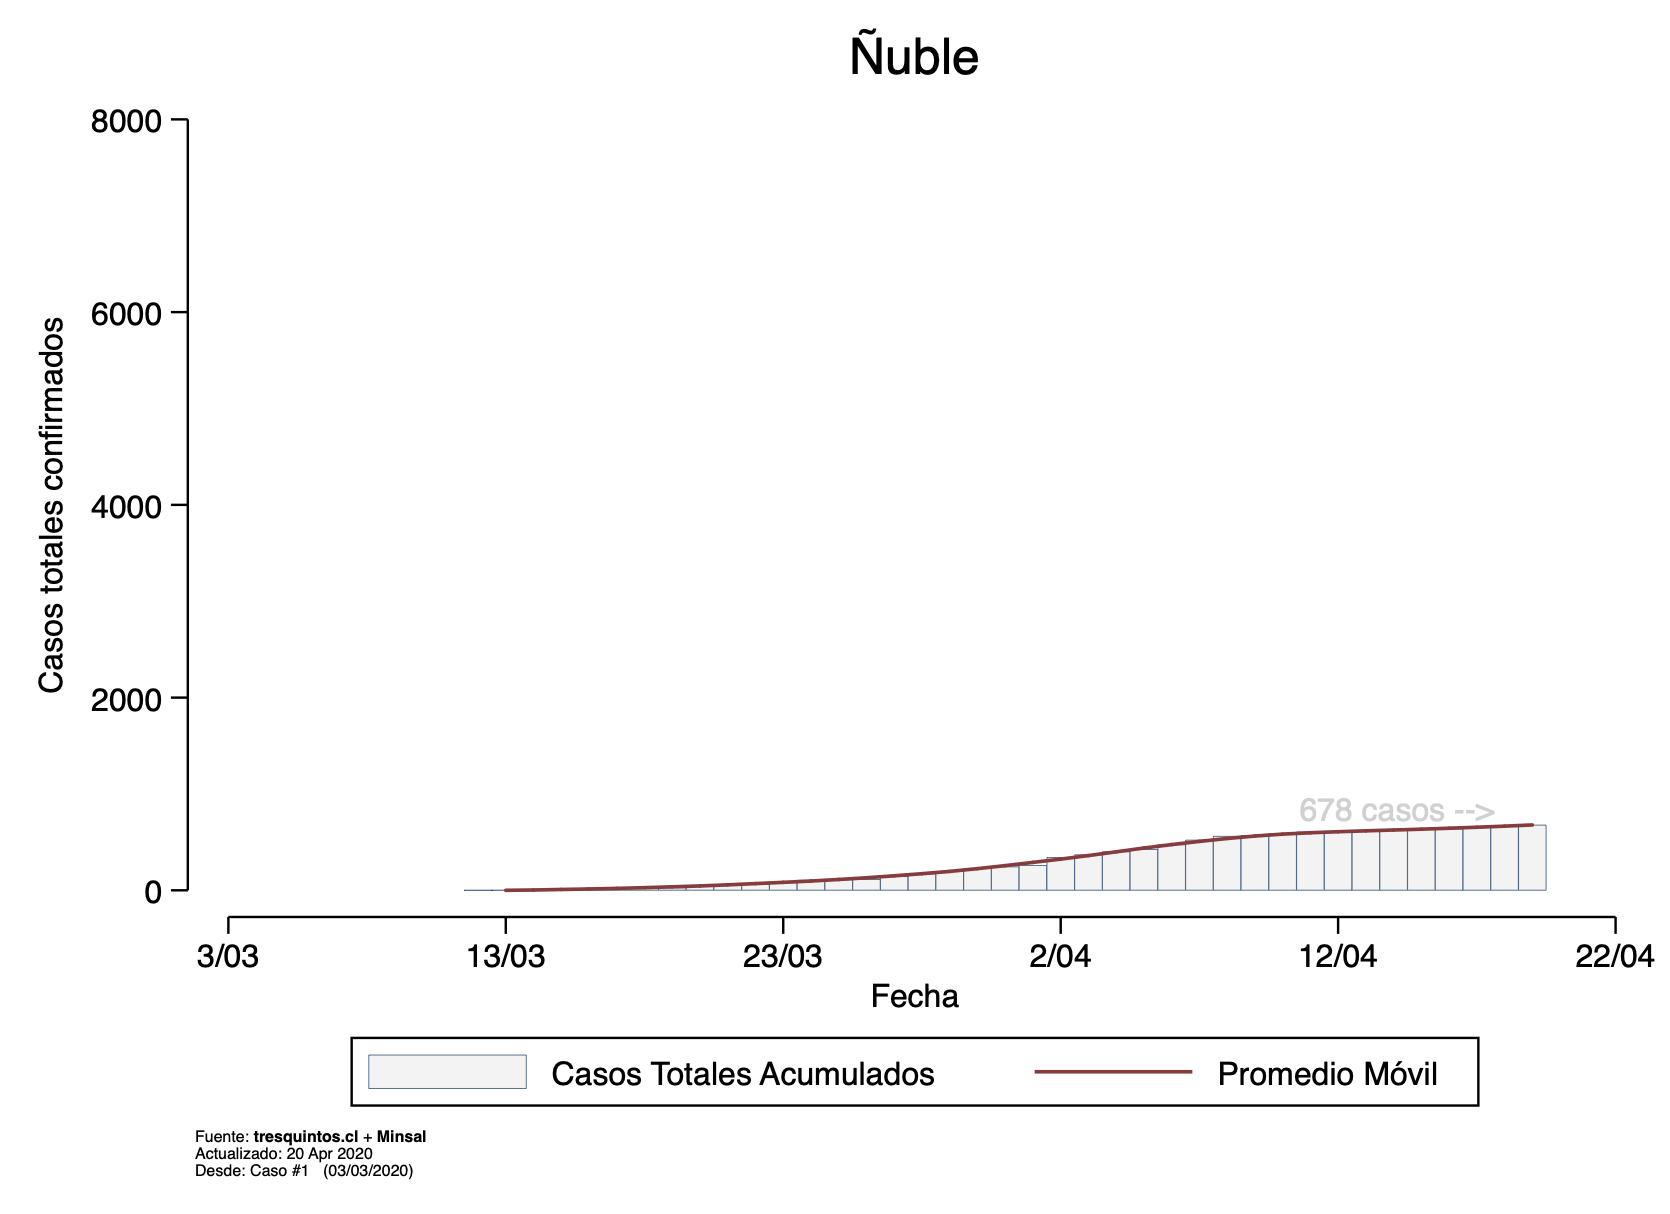 Ñuble
8000
6000
4000
2000
0
Casos totales confirmados
678 casos -->
3/03 13/03 23/03 2/04 12/04 22/04
Fecha
Casos Totales Acumulados Promedio Móvil
Fuente: tresquintos.cl + Minsal
Actualizado: 20 Apr 2020
Desde: Caso #1 (03/03/2020)